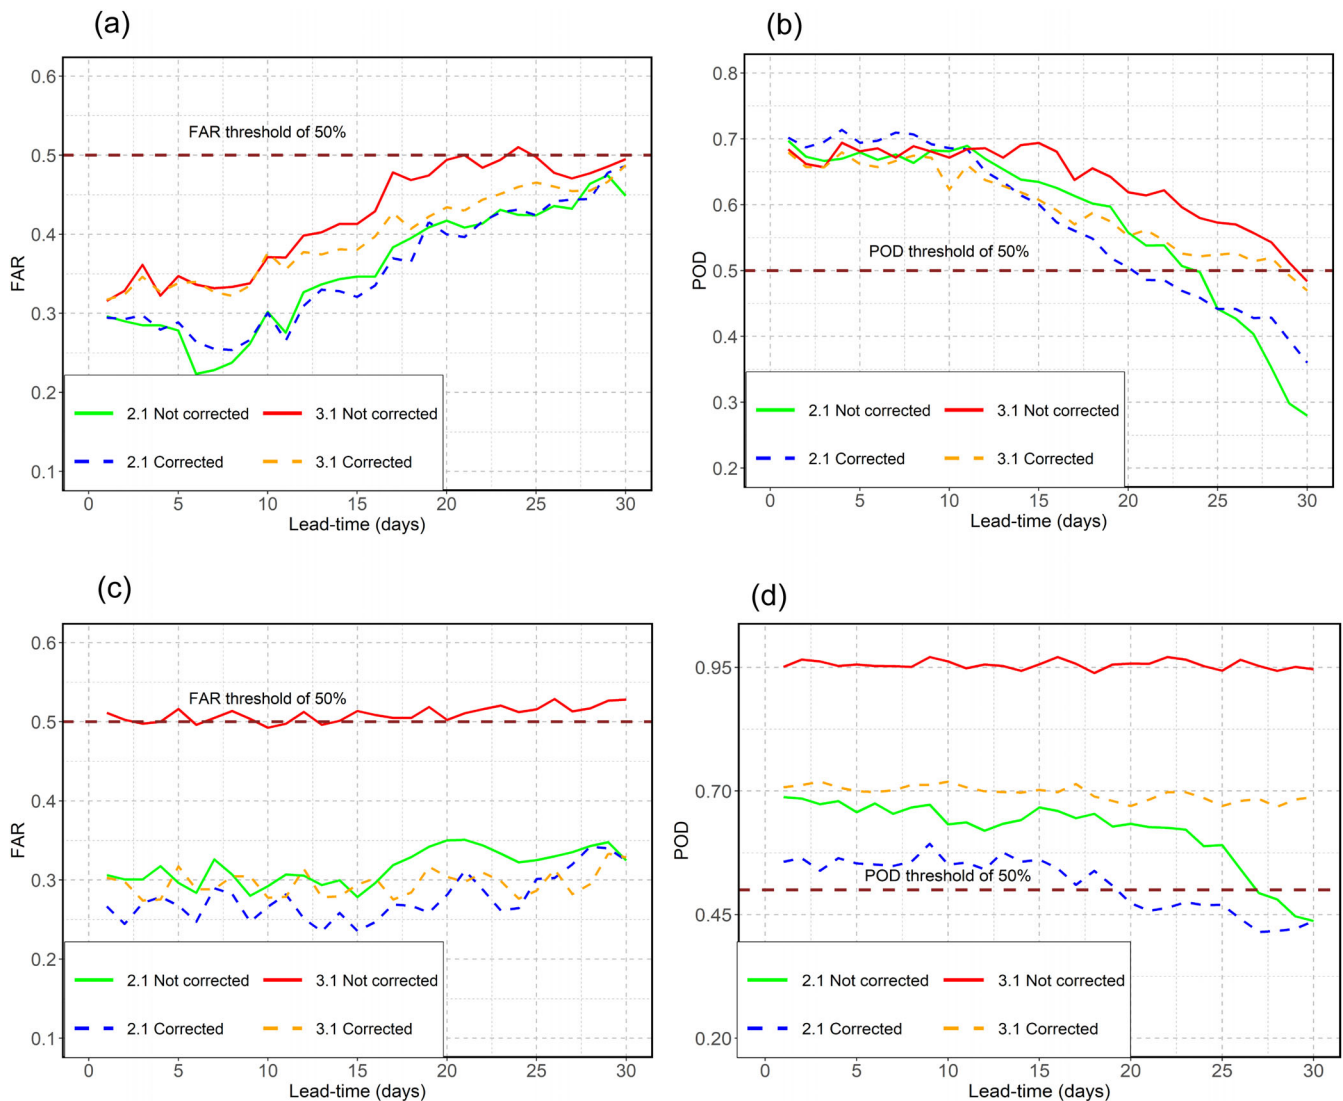 (a)
0.6
0.5
0.4
0.3
0.2
0.1
FAR
FAR threshold of 50%
2.1 Not corrected
3.1 Not corrected
2.1 Corrected
3.1 Corrected
0 5 10 15 20 25 30
Lead-time (days)
(b)
0.8
0.7
0.6
0.5
0.4
0.3
0.2
POD
POD threshold of 50%
2.1 Not corrected
3.1 Not corrected
2.1 Corrected
3.1 Corrected
0 5 10 15 20 25 30
Lead-time (days)
(c)
0.6
0.5
0.4
0.3
0.2
0.1
FAR
FAR threshold of 50%
2.1 Not corrected
3.1 Not corrected
2.1 Corrected
3.1 Corrected
0 5 10 15 20 25 30
Lead-time (days)
(d)
0.95
0.70
0.45
0.20
POD
POD threshold of 50%
2.1 Not corrected
3.1 Not corrected
2.1 Corrected
3.1 Corrected
0 5 10 15 20 25 30
Lead-time (days)